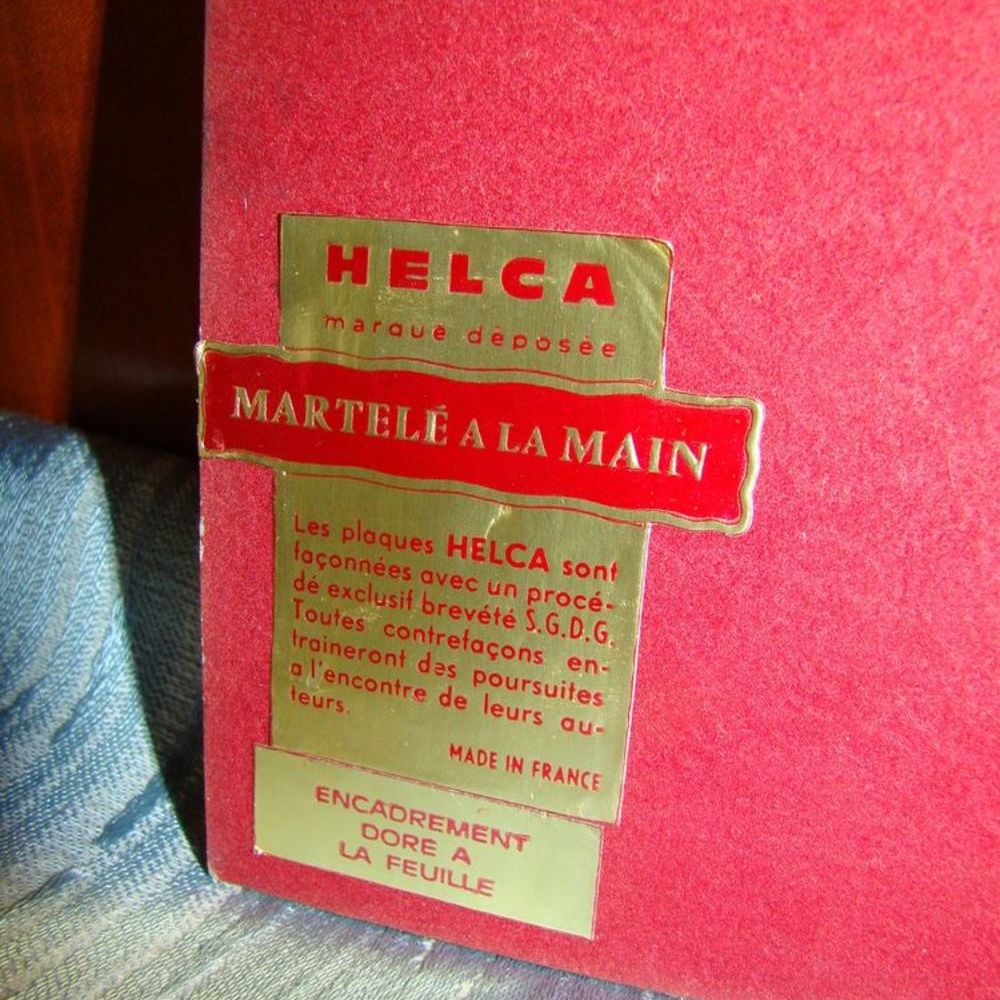 HELCA
marque déposée
MARTELÉ A LA MAIN
Les plaques HELCA sont
façonnées avec un procé-
dé exclusif brevété S.G.D.G.
Toutes contrefaçons en-
traineront des poursuites
a l'encontre de leurs au-
teurs.
MADE IN FRANCE
ENCADREMENT
DORE A
LA FEUILLE